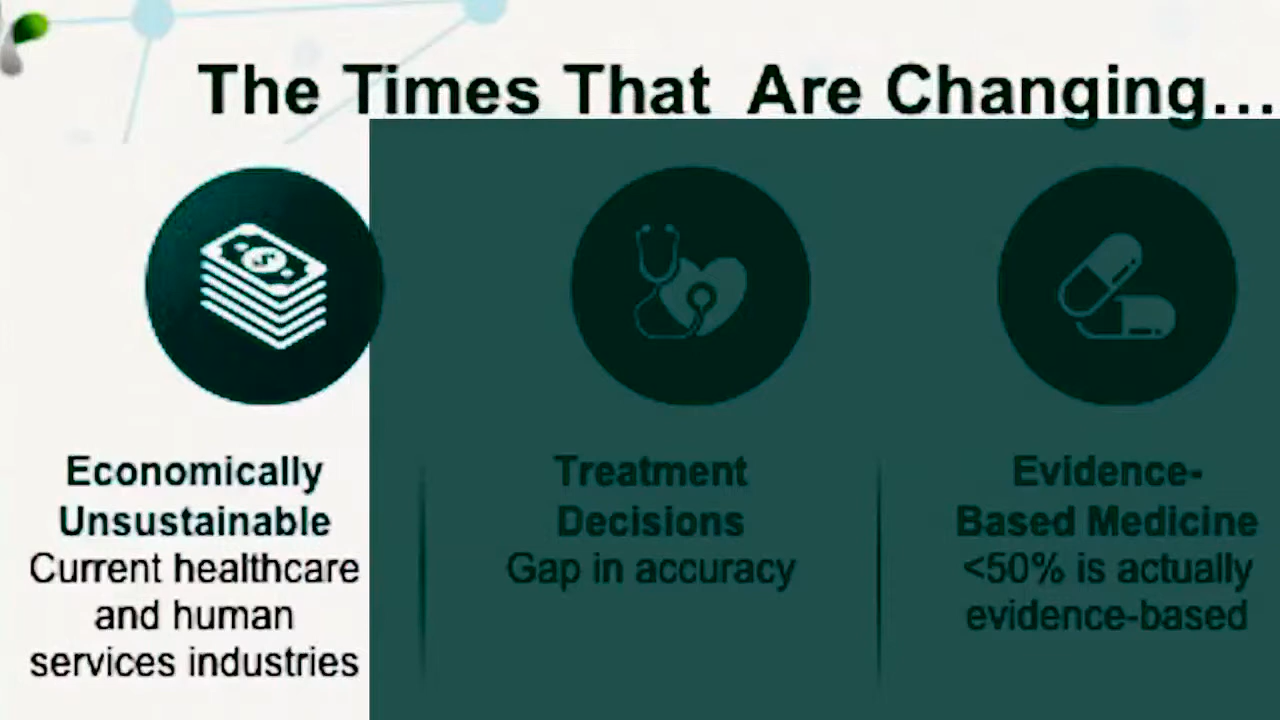 The Times That Are Changing...
Economically
Unsustainable
Current healthcare
and human
services industries
Treatment
Decisions
Gap in accuracy
Evidence-
Based Medicine
<50% is actually
evidence-based